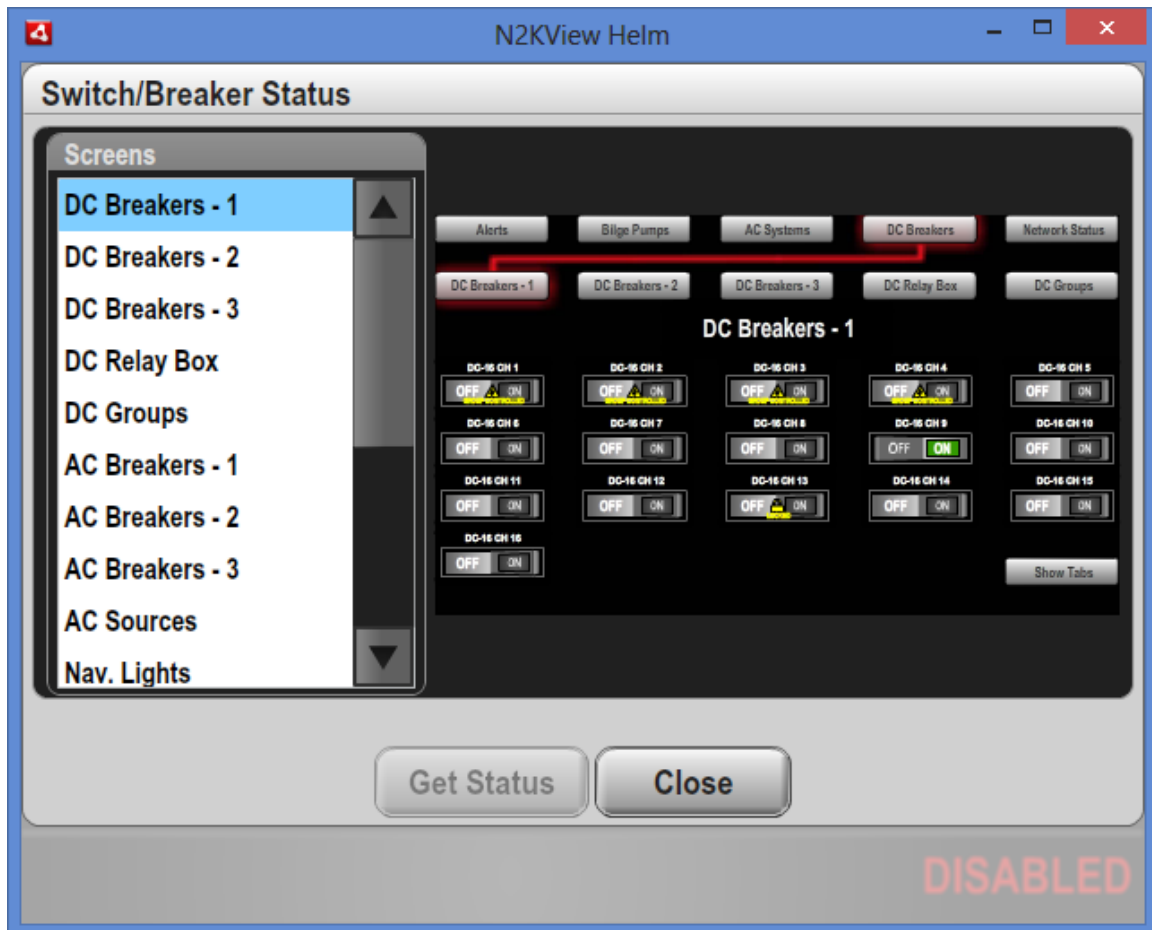 N2KView Helm
Switch/Breaker Status
Screens
DC Breakers - 1
DC Breakers - 2
DC Breakers - 3
DC Relay Box
DC Groups
AC Breakers - 1
AC Breakers - 2
AC Breakers - 3
AC Sources
Nav. Lights
Alerts Bilge Pumps AC Systems DC Breakers Network Status
DC Breakers - 1 DC Breakers - 2 DC Breakers - 3 DC Relay Box DC Groups
DC Breakers - 1
DC-16 CH 1 DC-16 CH 2 DC-16 CH 3 DC-16 CH 4 DC-16 CH 5
OFF ON OFF ON OFF ON OFF ON OFF ON
DC-16 CH 6 DC-16 CH 7 DC-16 CH 8 DC-16 CH 9 DC-16 CH 10
OFF ON OFF ON OFF ON OFF ON OFF ON
DC-16 CH 11 DC-16 CH 12 DC-16 CH 13 DC-16 CH 14 DC-16 CH 15
OFF ON OFF ON OFF ON OFF ON OFF ON
DC-16 CH 16
OFF ON
Show Tabs
Get Status Close
DISABLED